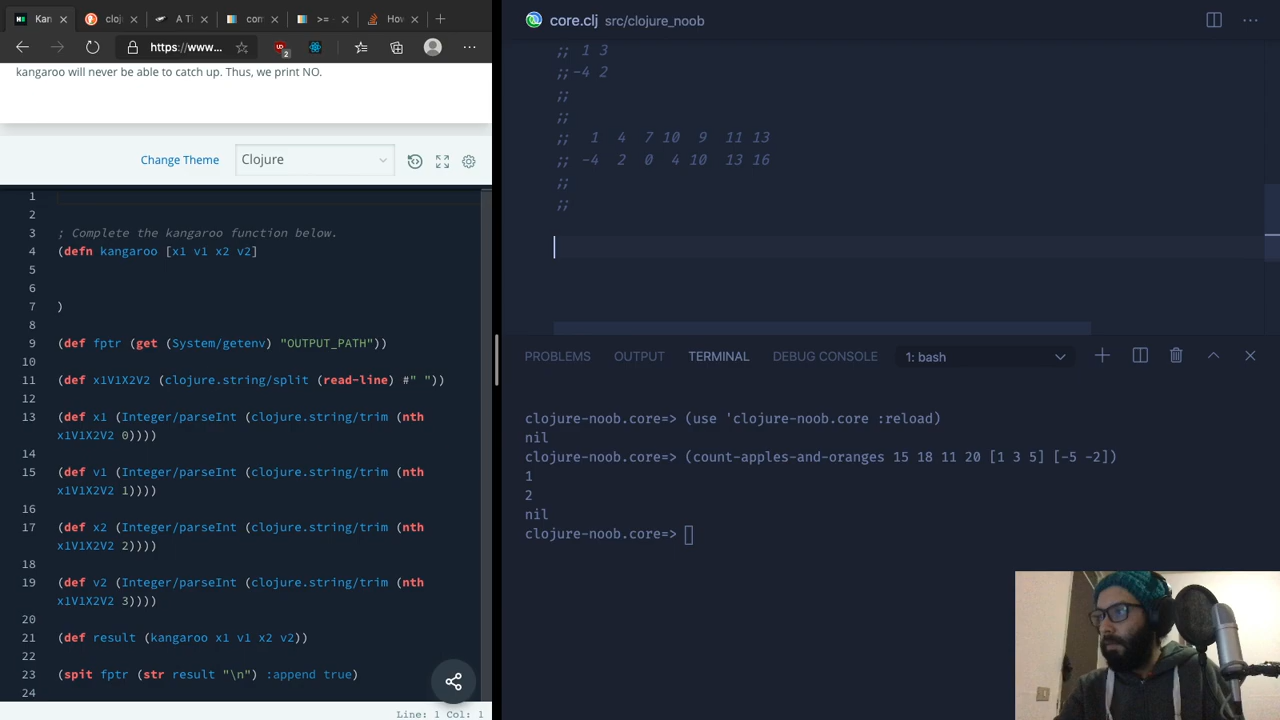 Kan
cloj
A Ti
com
>=
How
https://www...
2
kangaroo will never be able to catch up. Thus, we print NO.
Change Theme
Clojure
1
2
3 ; Complete the kangaroo function below.
4 (defn kangaroo [x1 v1 x2 v2]
5
6
7 )
8
9 (def fptr (get (System/getenv) "OUTPUT_PATH"))
10
11 (def x1V1X2V2 (clojure.string/split (read-line) #" "))
12
13 (def x1 (Integer/parseInt (clojure.string/trim (nth
x1V1X2V2 0))))
14
15 (def v1 (Integer/parseInt (clojure.string/trim (nth
x1V1X2V2 1))))
16
17 (def x2 (Integer/parseInt (clojure.string/trim (nth
x1V1X2V2 2))))
18
19 (def v2 (Integer/parseInt (clojure.string/trim (nth
x1V1X2V2 3))))
20
21 (def result (kangaroo x1 v1 x2 v2))
22
23 (spit fptr (str result "\n") :append true)
24
Line: 1 Col: 1
core.clj src/clojure_noob
;; 1 3
;;-4 2
;;
;;
;; 1 4 7 10 9 11 13
;; -4 2 0 4 10 13 16
;;
;;
PROBLEMS OUTPUT TERMINAL DEBUG CONSOLE 1: bash
clojure-noob.core=> (use 'clojure-noob.core :reload)
nil
clojure-noob.core=> (count-apples-and-oranges 15 18 11 20 [1 3 5] [-5 -2])
1
2
nil
clojure-noob.core=>